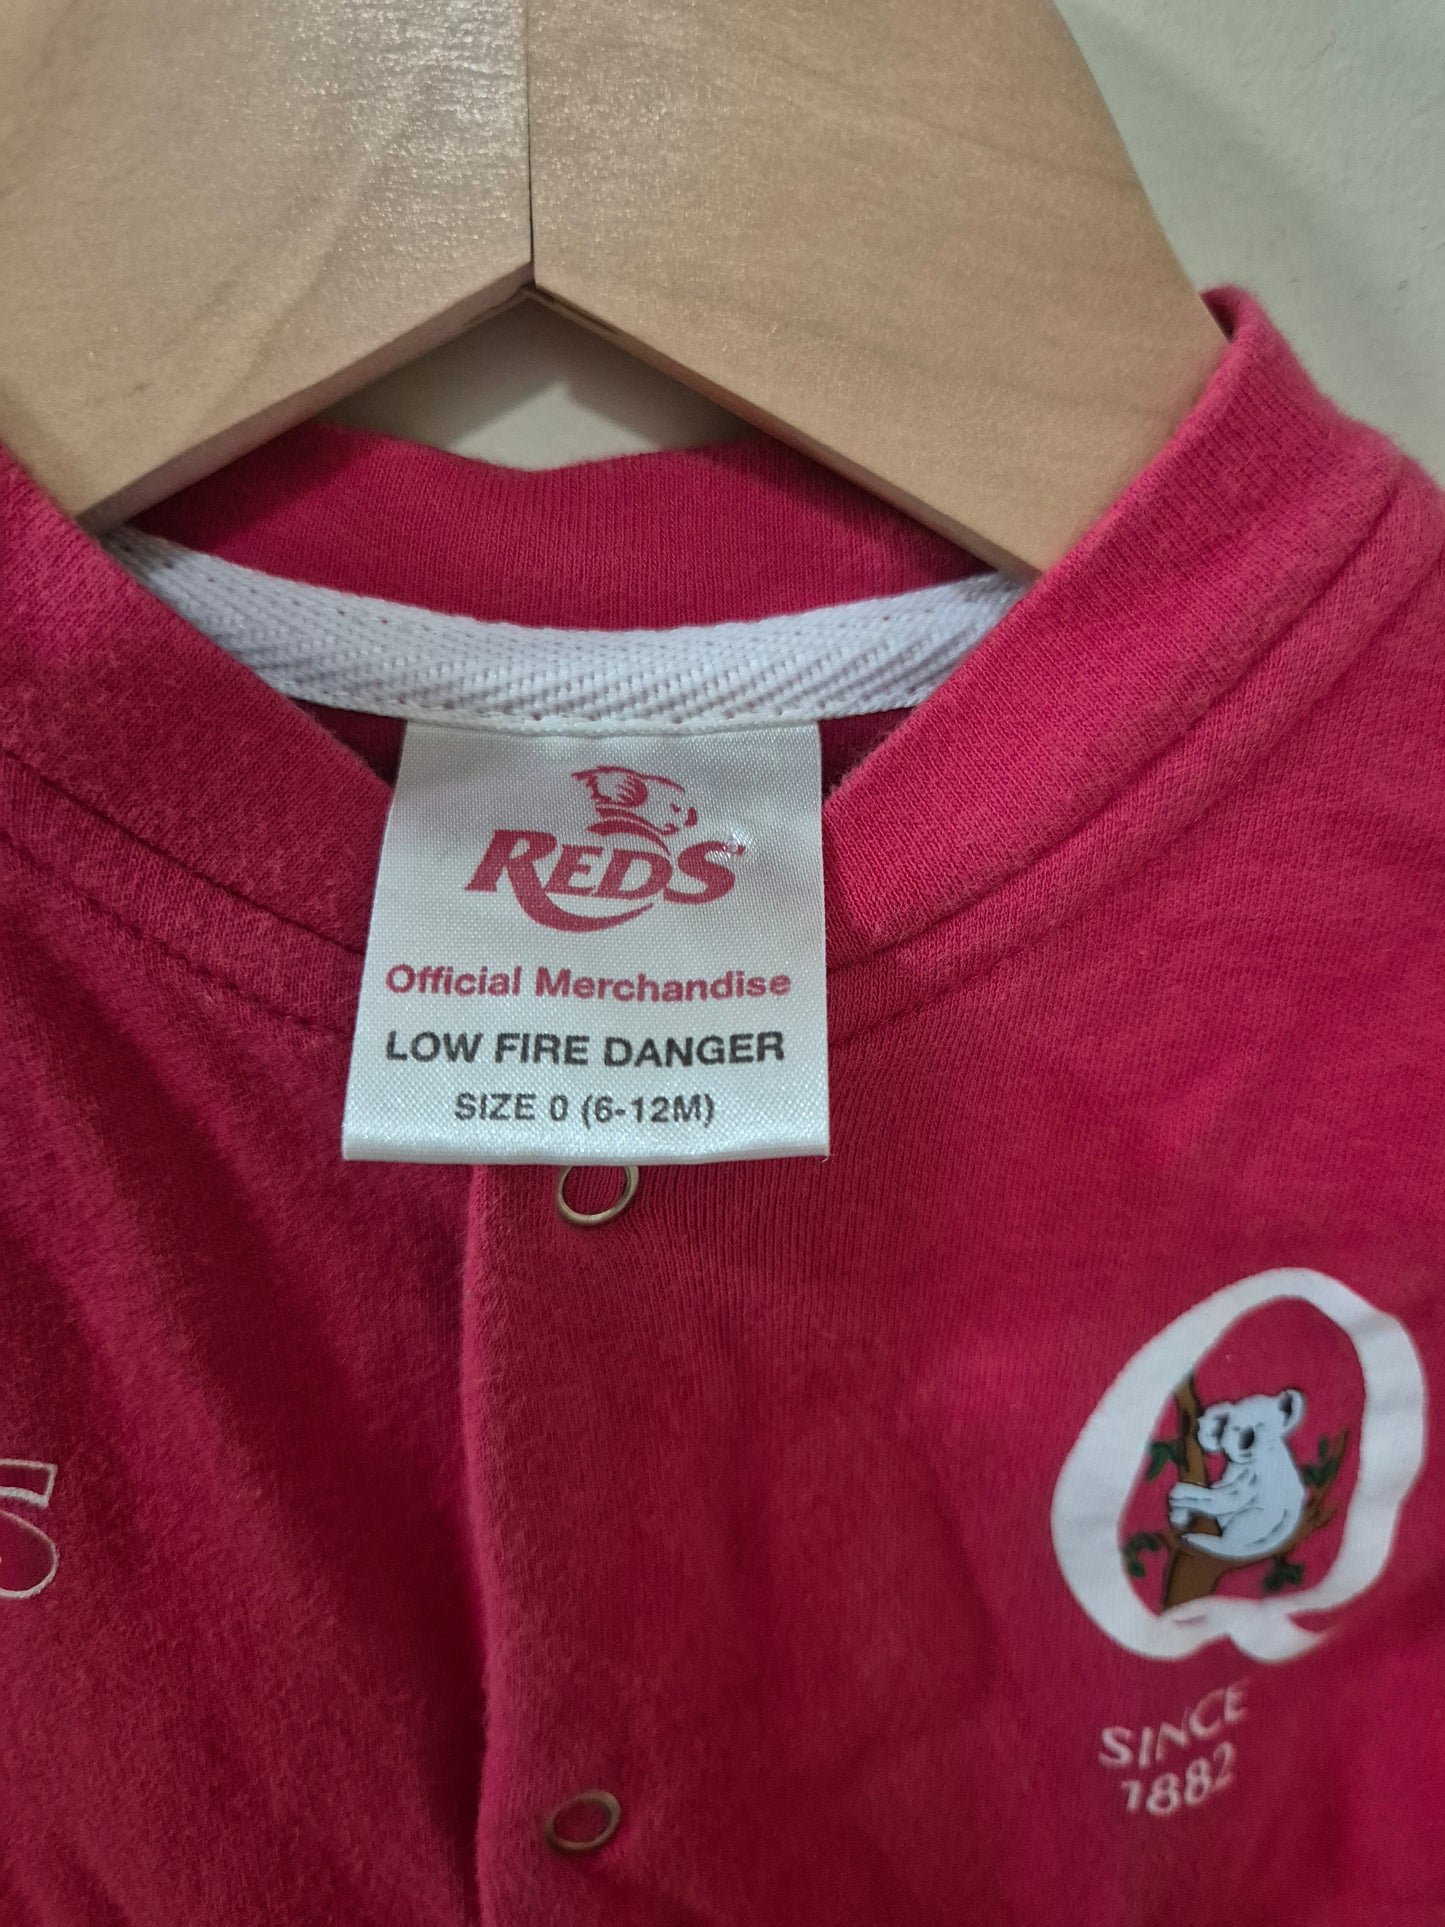 REDS
Official Merchandise
LOW FIRE DANGER
SIZE 0 (6-12M)
Q
SINCE
1882